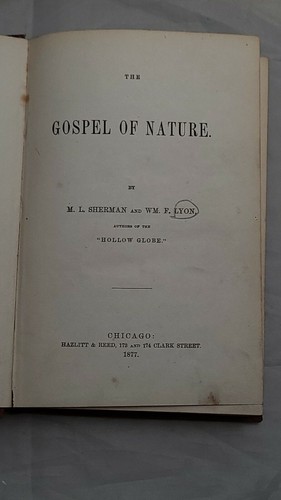 THE
GOSPEL OF NATURE.
BY
M. L. SHERMAN AND WM. F. LYON,
AUTHORS OF THE
"HOLLOW GLOBE."
CHICAGO:
HAZLITT & REED, 172 AND 174 CLARK STREET.
1877.